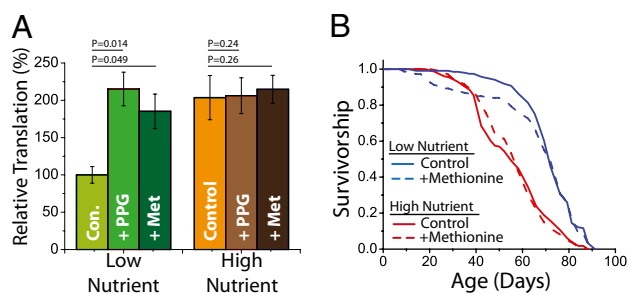 A
Relative Translation (%)
250
200
150
100
50
0
P=0.014
P=0.049
P=0.24
P=0.26
Con.
+ PPG
+ Met
Control
+ PPG
+ Met
Low
Nutrient
High
Nutrient
B
Survivorship
1.0
0.8
0.6
0.4
0.2
0.0
Low Nutrient
Control
+Methionine
High Nutrient
Control
+Methionine
0 20 40 60 80 100
Age (Days)